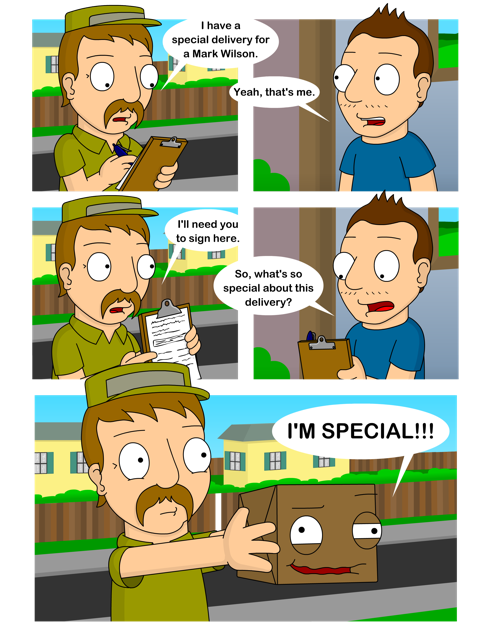 I have a
special delivery for
a Mark Wilson.
Yeah, that's me.
I'll need you
to sign here.
So, what's so
special about this
delivery?
I'M SPECIAL!!!